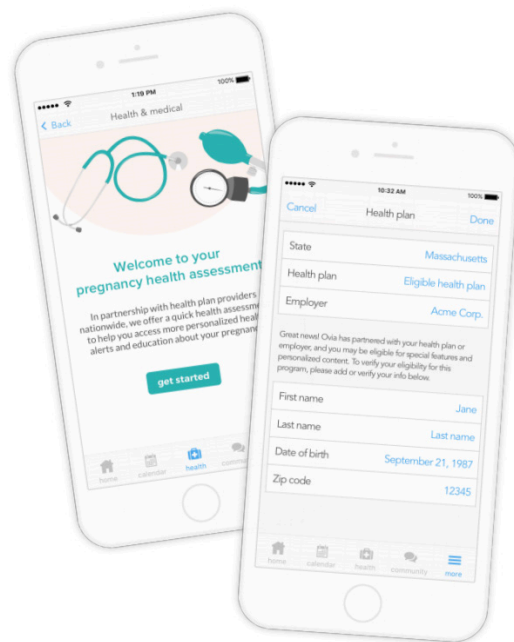 1:19 PM
100%
Back
Health & medical
Welcome to your
pregnancy health assessment
In partnership with health plan providers
nationwide, we offer a quick health assessment
to help you access more personalized
alerts and education about your
get started
home
calendar
health
10:32 AM
100%
Cancel
Health plan
Done
State
Massachusetts
Health plan
Eligible health plan
Employer
Acme Corp.
Great news! Ovia has partnered with your health plan or
employer, and you may be eligible for special features and
personalized content. To verify your eligibility for this
program, please add or verify your info below.
First name
Jane
Last name
Last name
Date of birth
September 21, 1987
Zip code
12345
home
calendar
health
community
more